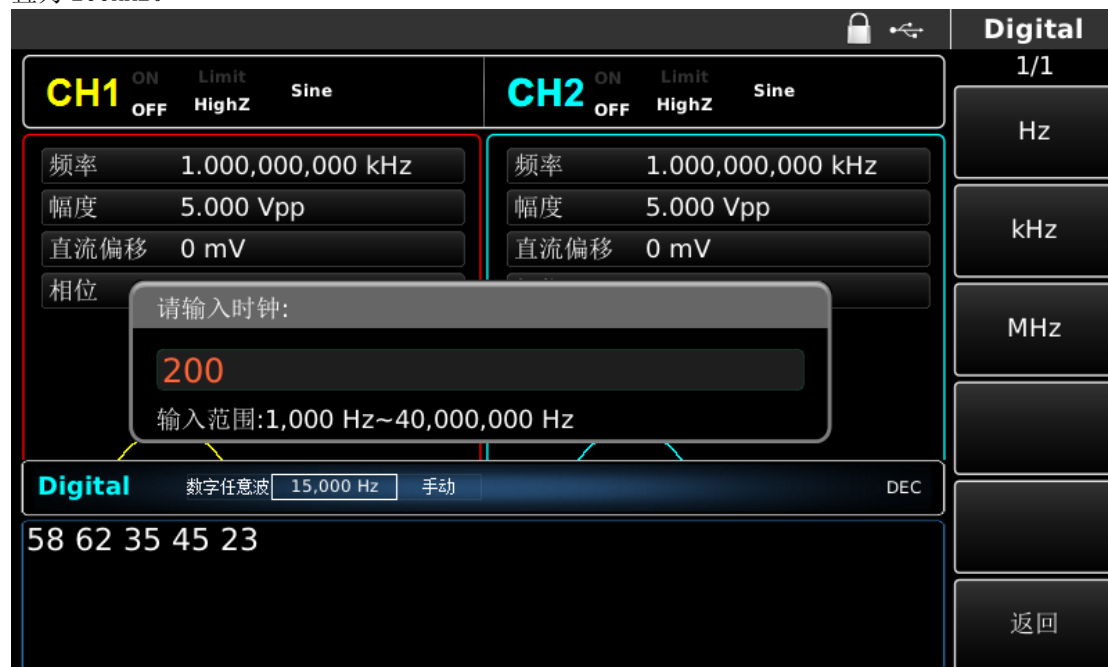 Digital
1/1
CH1 ON OFF Limit HighZ Sine
CH2 ON OFF Limit HighZ Sine
Hz
频率 1.000,000,000 kHz
频率 1.000,000,000 kHz
幅度 5.000 Vpp
幅度 5.000 Vpp
kHz
直流偏移 0 mV
直流偏移 0 mV
相位
请输入时钟:
MHz
200
输入范围:1,000 Hz~40,000,000 Hz
Digital 数字任意波 15,000 Hz 手动 DEC
58 62 35 45 23
返回